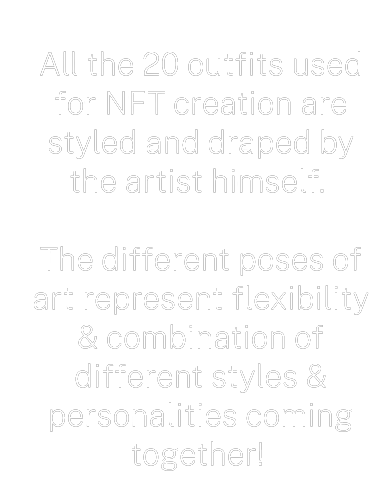 All the 20 outfits used
for NFT creation are
styled and draped by
the artist himself.
The different poses of
art represent flexibility
& combination of
different styles &
personalities coming
together!